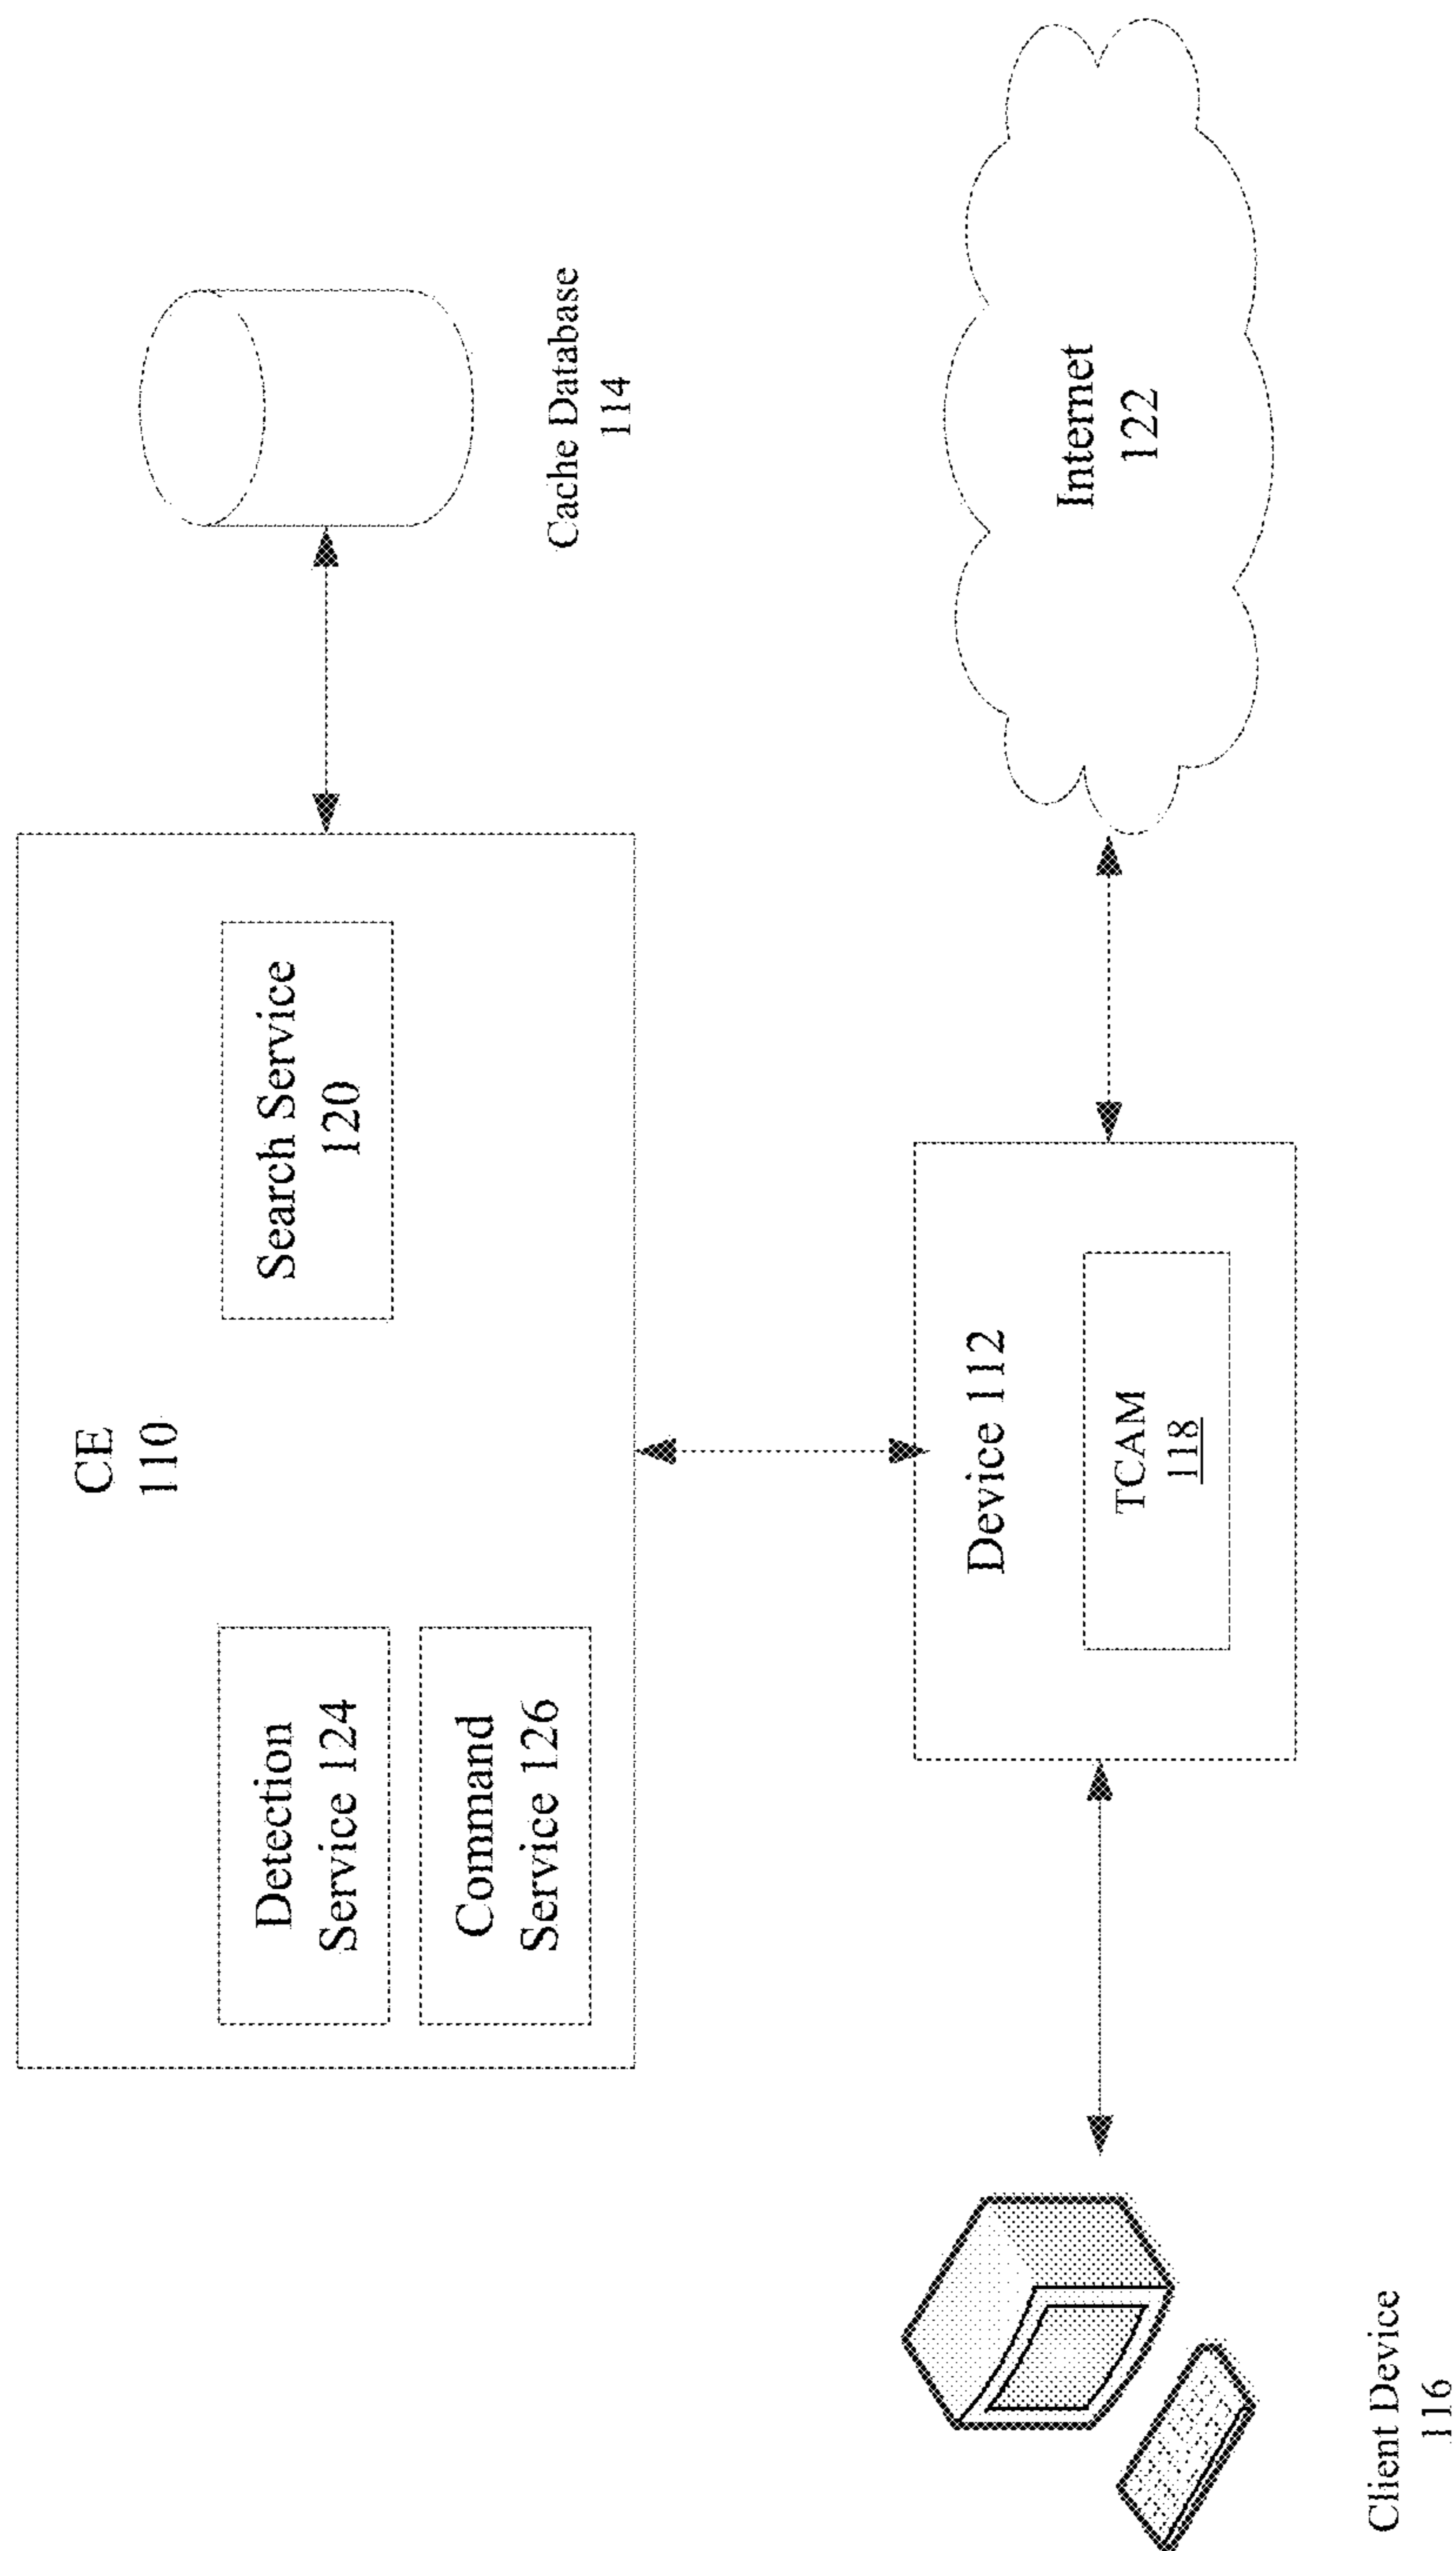 CE
110
Detection
Service 124
Command
Service 126
Search Service
120
Cache Database
114
Device 112
TCAM
118
Internet
122
Client Device
116